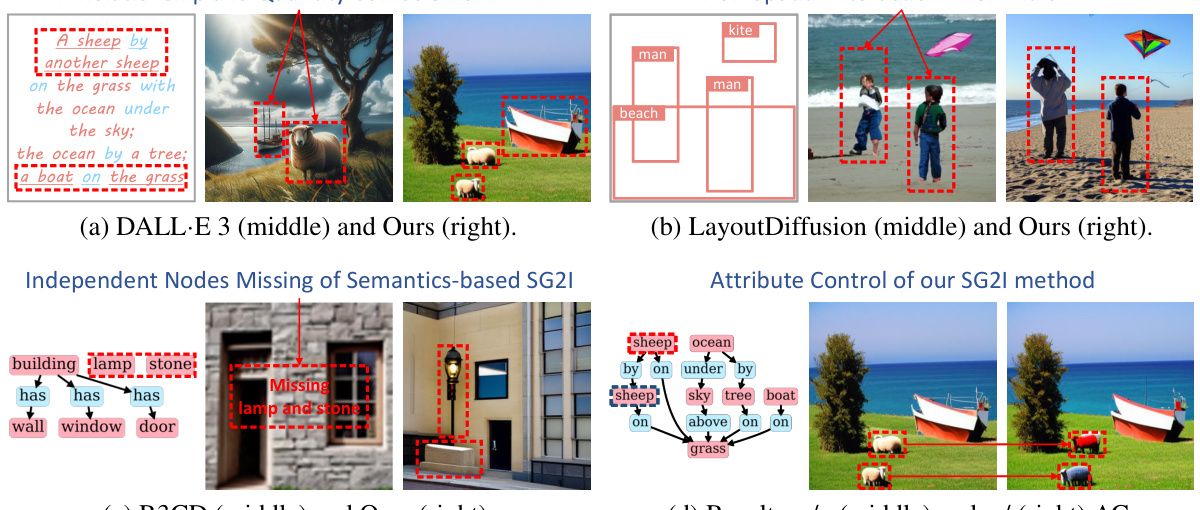 A sheep by
another sheep
on the grass with
the ocean under
the sky;
the ocean by a tree;
a boat on the grass
kite
man
man
beach
(a) DALL·E 3 (middle) and Ours (right).
(b) LayoutDiffusion (middle) and Ours (right).
Independent Nodes Missing of Semantics-based SG2I
building lamp stone
has has has
wall window door
Missing
lamp and stone
Attribute Control of our SG2I method
sheep ocean
by on under by
sheep sky tree boat
on above on on
grass